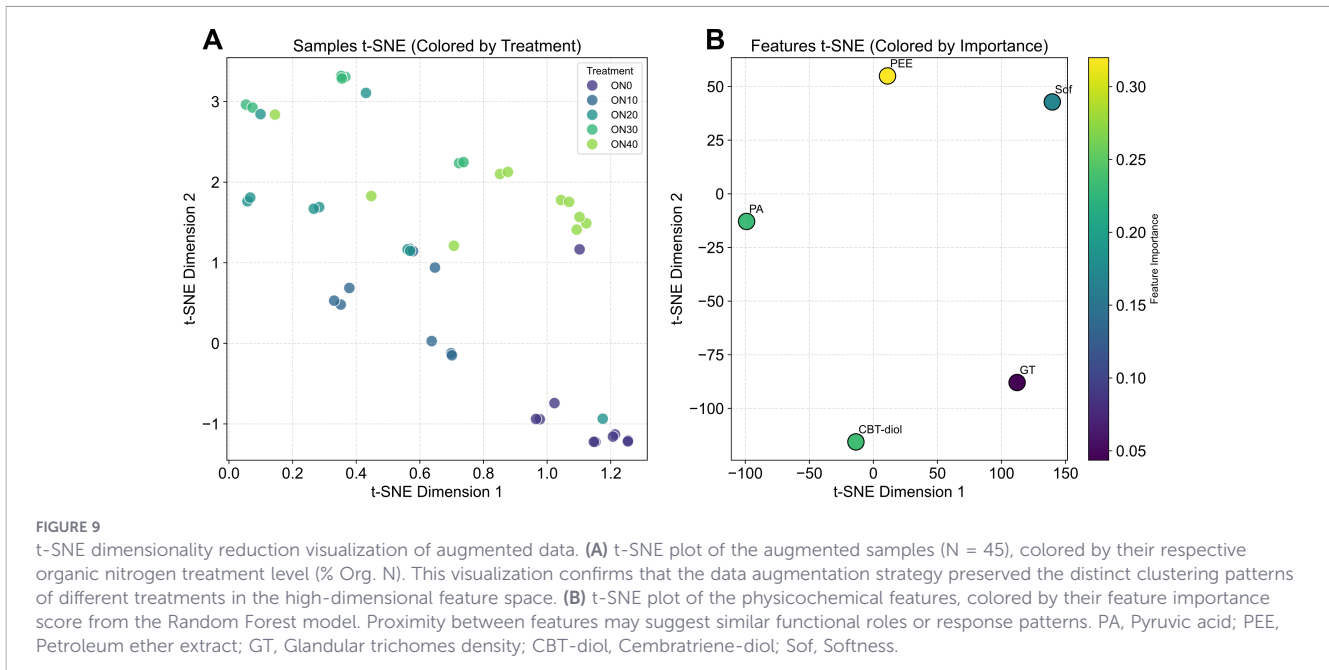 A
Samples t-SNE (Colored by Treatment)
Treatment
ON0
ON10
ON20
ON30
ON40
3
2
1
0
−1
t-SNE Dimension 2
0.0 0.2 0.4 0.6 0.8 1.0 1.2
t-SNE Dimension 1
B
Features t-SNE (Colored by Importance)
PEE
Sof
PA
GT
CBT-diol
50
25
0
−25
−50
−75
−100
t-SNE Dimension 2
−100 −50 0 50 100 150
t-SNE Dimension 1
0.30
0.25
0.20
0.15
0.10
0.05
Feature Importance
FIGURE 9
t-SNE dimensionality reduction visualization of augmented data. (A) t-SNE plot of the augmented samples (N = 45), colored by their respective
organic nitrogen treatment level (% Org. N). This visualization confirms that the data augmentation strategy preserved the distinct clustering patterns
of different treatments in the high-dimensional feature space. (B) t-SNE plot of the physicochemical features, colored by their feature importance
score from the Random Forest model. Proximity between features may suggest similar functional roles or response patterns. PA, Pyruvic acid; PEE,
Petroleum ether extract; GT, Glandular trichomes density; CBT-diol, Cembratriene-diol; Sof, Softness.